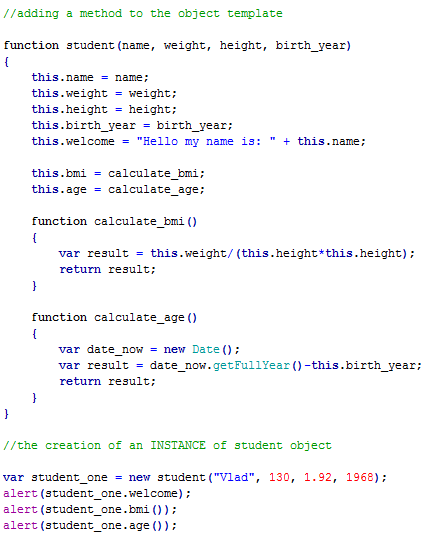 //adding a method to the object template
function student(name, weight, height, birth_year)
{
this.name = name;
this.weight = weight;
this.height = height;
this.birth_year = birth_year;
this.welcome = "Hello my name is: " + this.name;
this.bmi = calculate_bmi;
this.age = calculate_age;
function calculate_bmi()
{
var result = this.weight/(this.height*this.height);
return result;
}
function calculate_age()
{
var date_now = new Date();
var result = date_now.getFullYear()-this.birth_year;
return result;
}
}
//the creation of an INSTANCE of student object
var student_one = new student("Vlad", 130, 1.92, 1968);
alert(student_one.welcome);
alert(student_one.bmi());
alert(student_one.age());